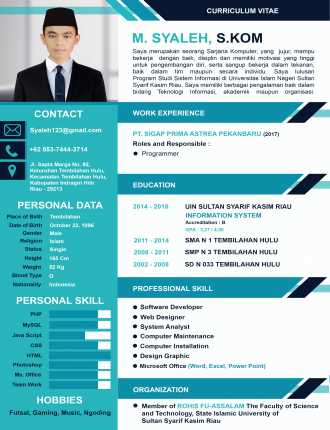 CURRICULUM VITAE
M. SYALEH, S.KOM
Saya merupakan seorang Sarjana Komputer, yang jujur, mampu
bekerja dengan baik, disiplin dan memiliki motivasi yang tinggi
untuk pengembangan diri, serta sanggup bekerja dalam tekanan,
baik dalam tim maupun secara individu. Saya lulusan
Program Studi Sistem Informasi di Universitas Islam Negeri Sultan
Syarif Kasim Riau. Saya memiliki berbagai pengalaman baik dalam
bidang Teknologi Informasi, akademik maupun organisasi.
CONTACT
Syaleh123@gmail.com
+62 853-7444-3714
Jl. Sapta Marga No. 92,
Kelurahan Tembilahan Hulu,
Kecamatan Tembilahan Hulu,
Kabupaten Indragiri Hilir
Riau - 29213
PERSONAL DATA
Place of Birth Tembilahan
Date of Birth October 22, 1996
Gender Male
Religion Islam
Status Single
Height 165 Cm
Weight 52 Kg
Blood Type O
Nationality Indonesia
PERSONAL SKILL
PHP
MySQL
Java Script
CSS
HTML
Photoshop
Ms. Office
Team Work
HOBBIES
Futsal, Gaming, Music, Ngoding
WORK EXPERIENCE
PT. SIGAP PRIMA ASTREA PEKANBARU (2017)
Roles and Responsible :
Programmer
EDUCATION
2014 - 2018 UIN SULTAN SYARIF KASIM RIAU
INFORMATION SYSTEM
Accreditation : B
2011 - 2014 SMA N 1 TEMBILAHAN HULU
2008 - 2011 SMP N 3 TEMBILAHAN HULU
2002 - 2008 SD N 033 TEMBILAHAN HULU
PROFESSIONAL SKILL
Software Developer
Web Designer
System Analyst
Computer Maintenance
Computer Installation
Design Graphic
Microsoft Office (Word, Excel, Power Point)
ORGANIZATION
Member of ROHIS FU-ASSALAM The Faculty of Science
and Technology, State Islamic University of
Sultan Syarif Kasim Riau